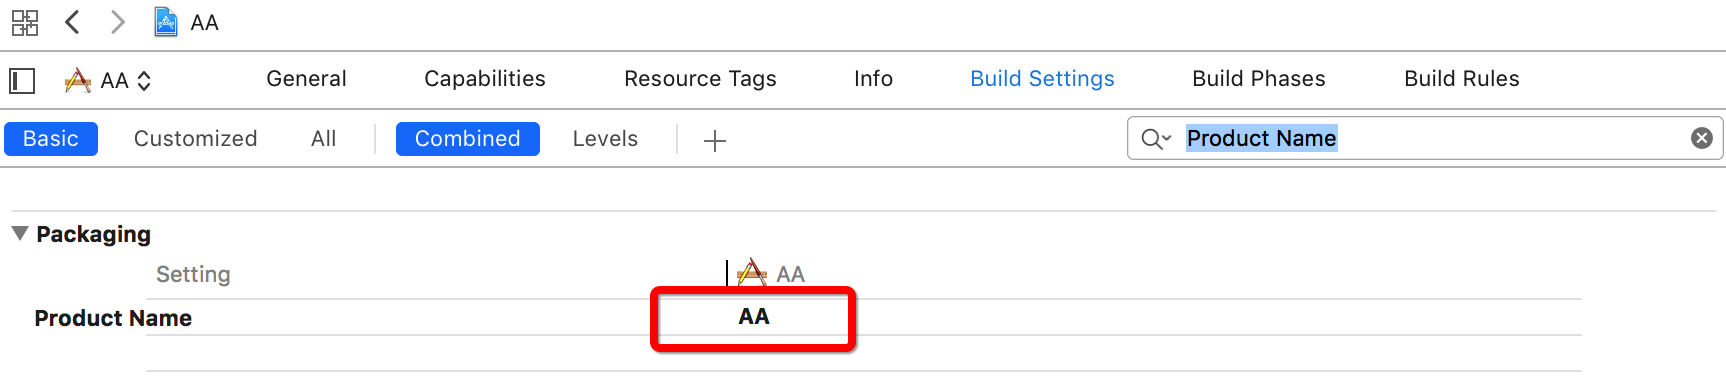 AA
AA General Capabilities Resource Tags Info Build Settings Build Phases Build Rules
Basic Customized All Combined Levels Product Name
Packaging
Setting AA
Product Name AA